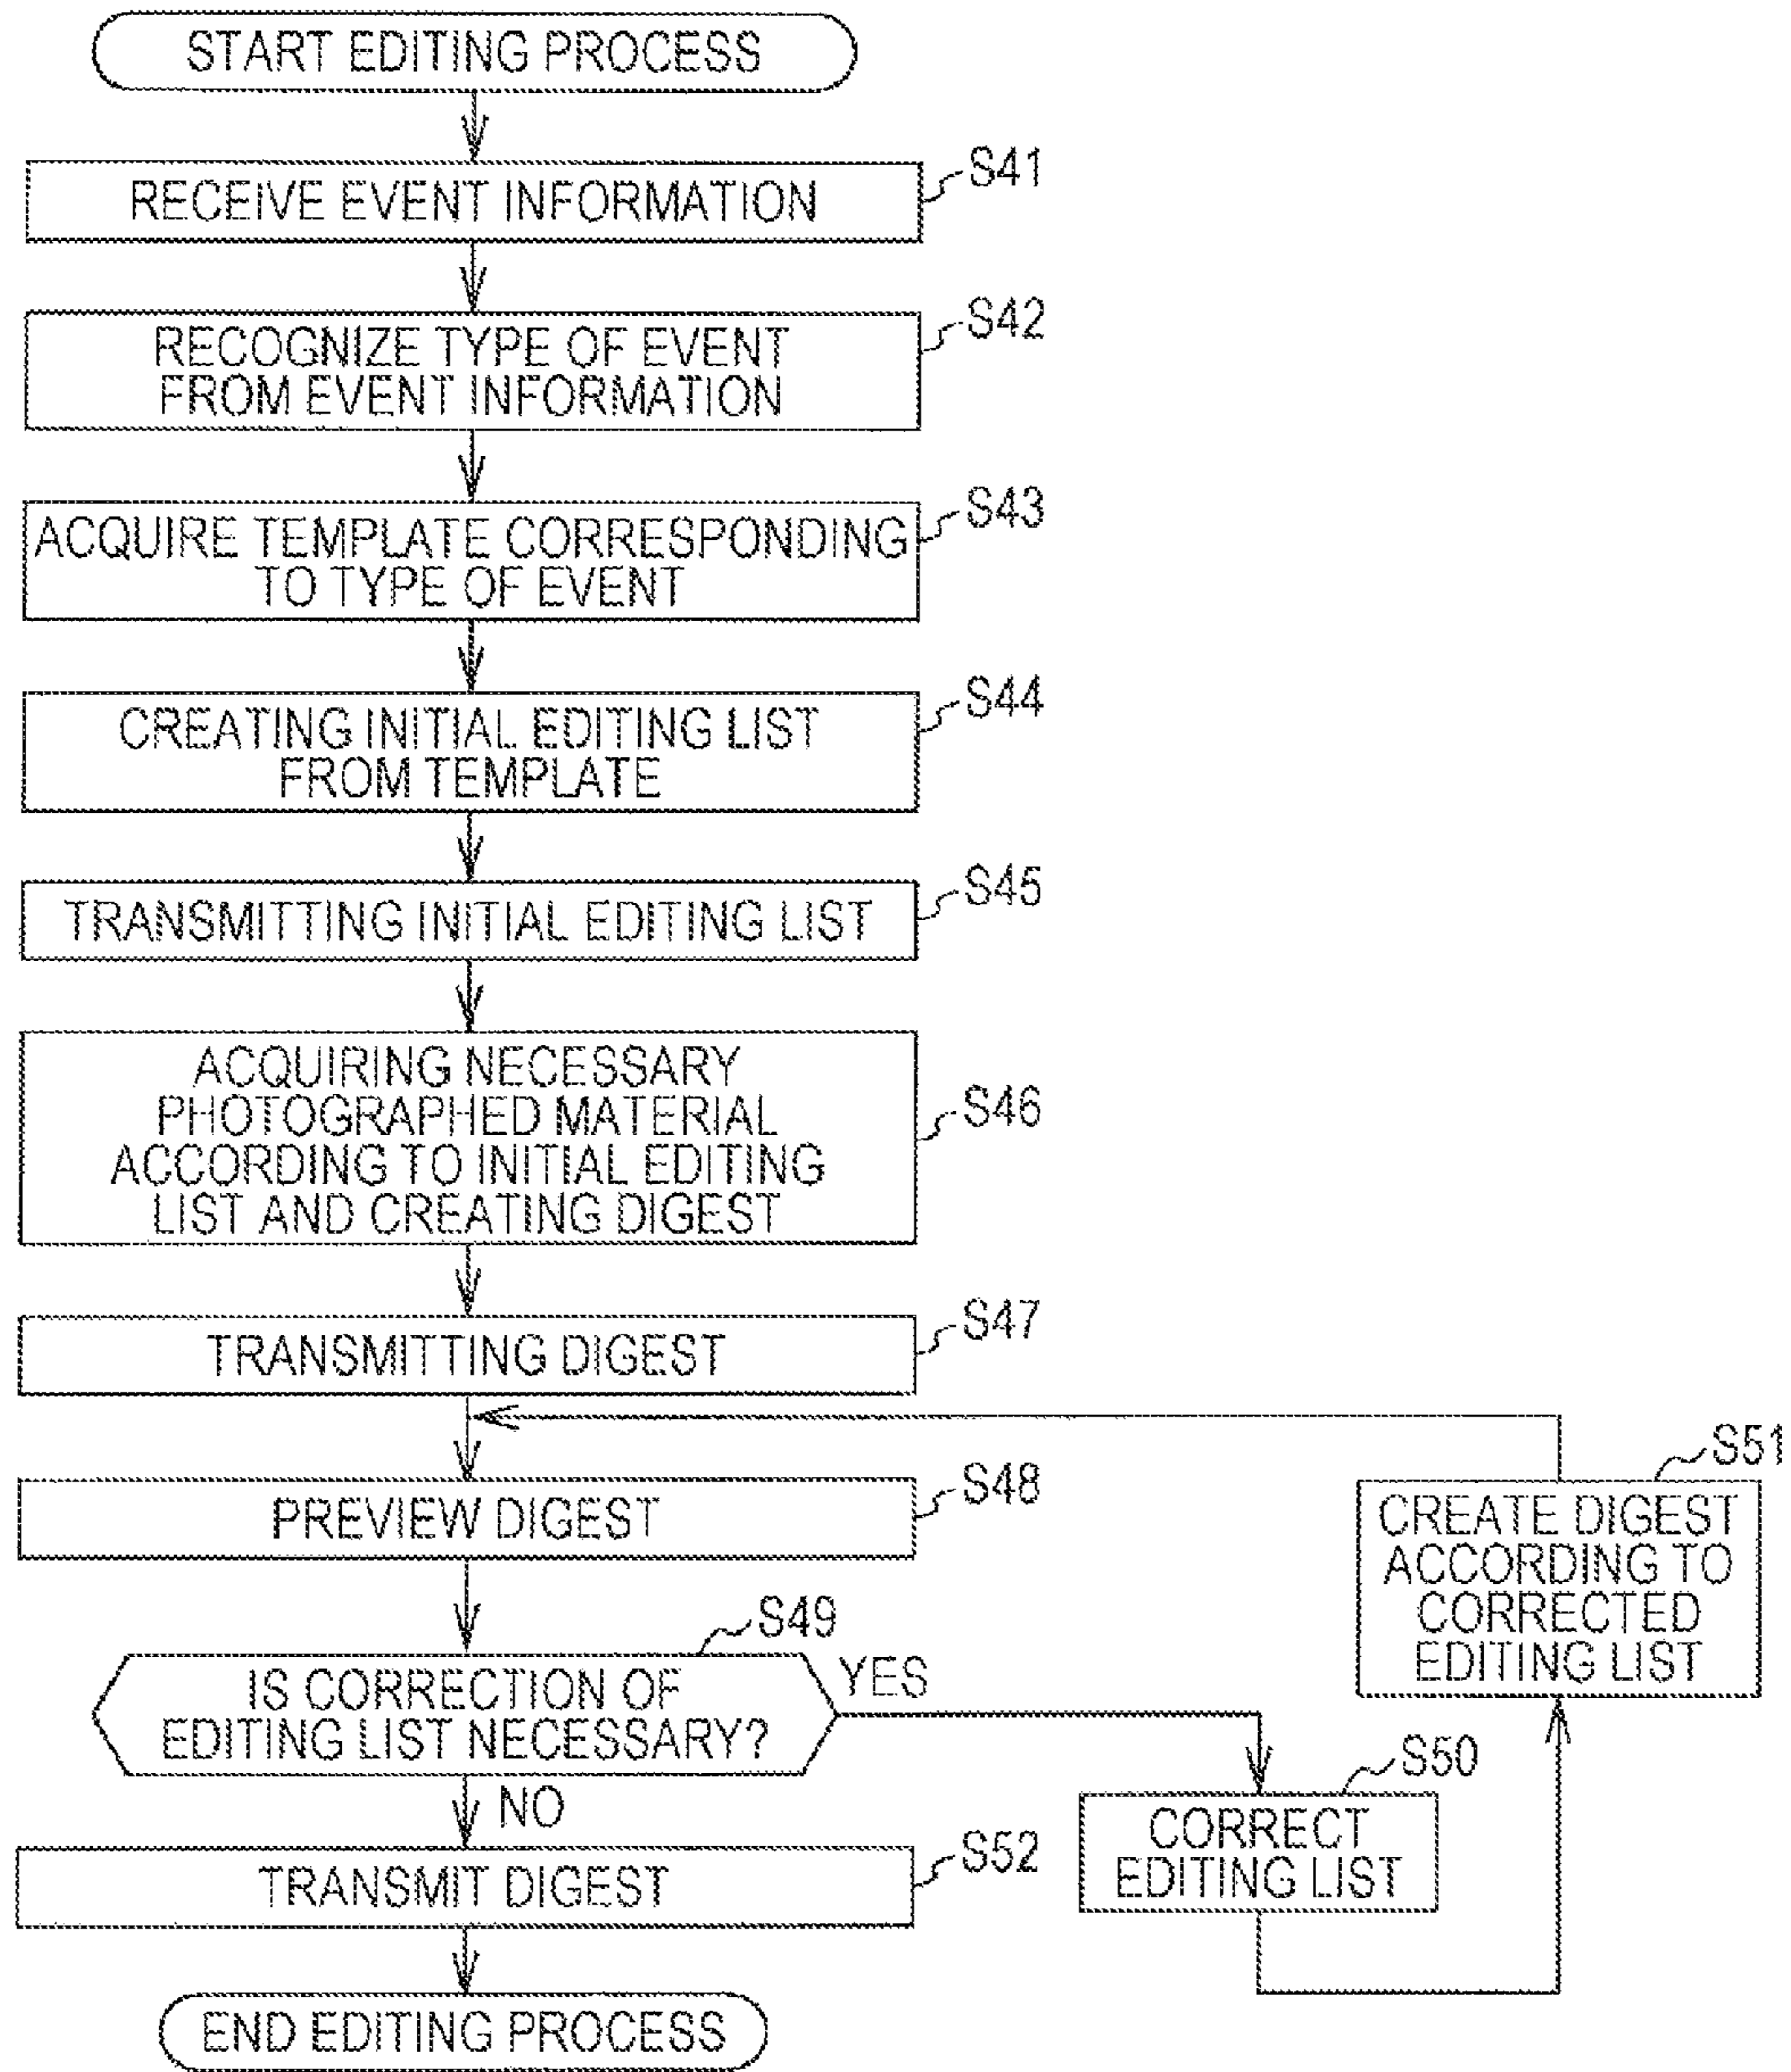 START EDITING PROCESS
S41
RECEIVE EVENT INFORMATION
S42
RECOGNIZE TYPE OF EVENT
FROM EVENT INFORMATION
S43
ACQUIRE TEMPLATE CORRESPONDING
TO TYPE OF EVENT
S44
CREATING INITIAL EDITING LIST
FROM TEMPLATE
S45
TRANSMITTING INITIAL EDITING LIST
S46
ACQUIRING NECESSARY
PHOTOGRAPHED MATERIAL
ACCORDING TO INITIAL EDITING
LIST AND CREATING DIGEST
S47
TRANSMITTING DIGEST
S48
PREVIEW DIGEST
S49
IS CORRECTION OF
EDITING LIST NECESSARY?
YES
NO
S50
CORRECT
EDITING LIST
S51
CREATE DIGEST
ACCORDING TO
CORRECTED
EDITING LIST
S52
TRANSMIT DIGEST
END EDITING PROCESS